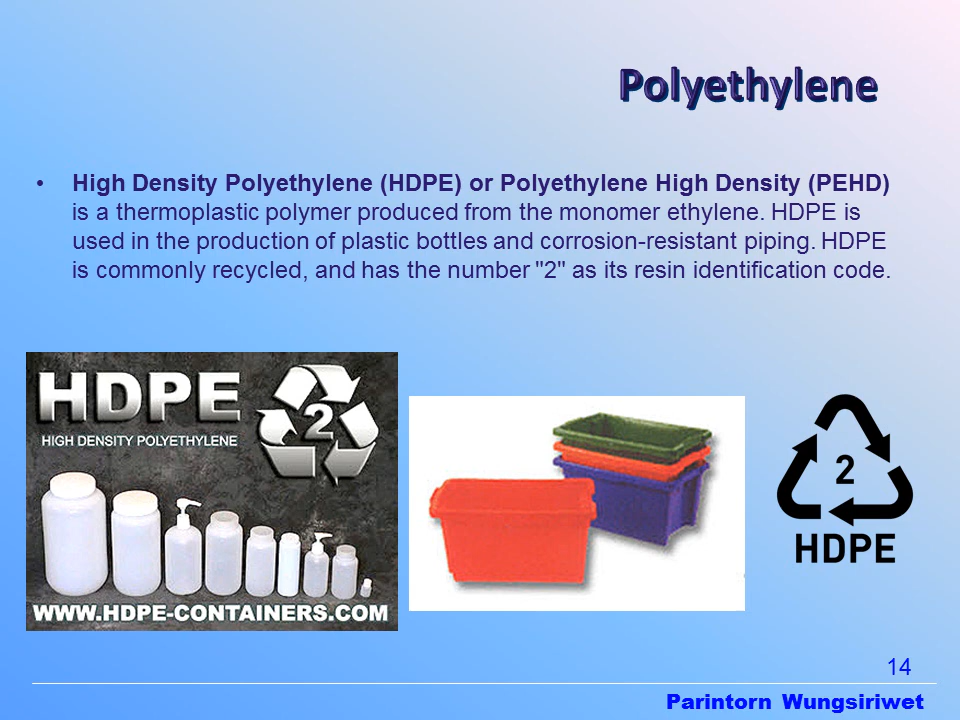 Polyethylene
• High Density Polyethylene (HDPE) or Polyethylene High Density (PEHD)
is a thermoplastic polymer produced from the monomer ethylene. HDPE is
used in the production of plastic bottles and corrosion-resistant piping. HDPE
is commonly recycled, and has the number "2" as its resin identification code.
HDPE
2
HIGH DENSITY POLYETHYLENE
WWW.HDPE-CONTAINERS.COM
2
HDPE
14
Parintorn Wungsiriwet